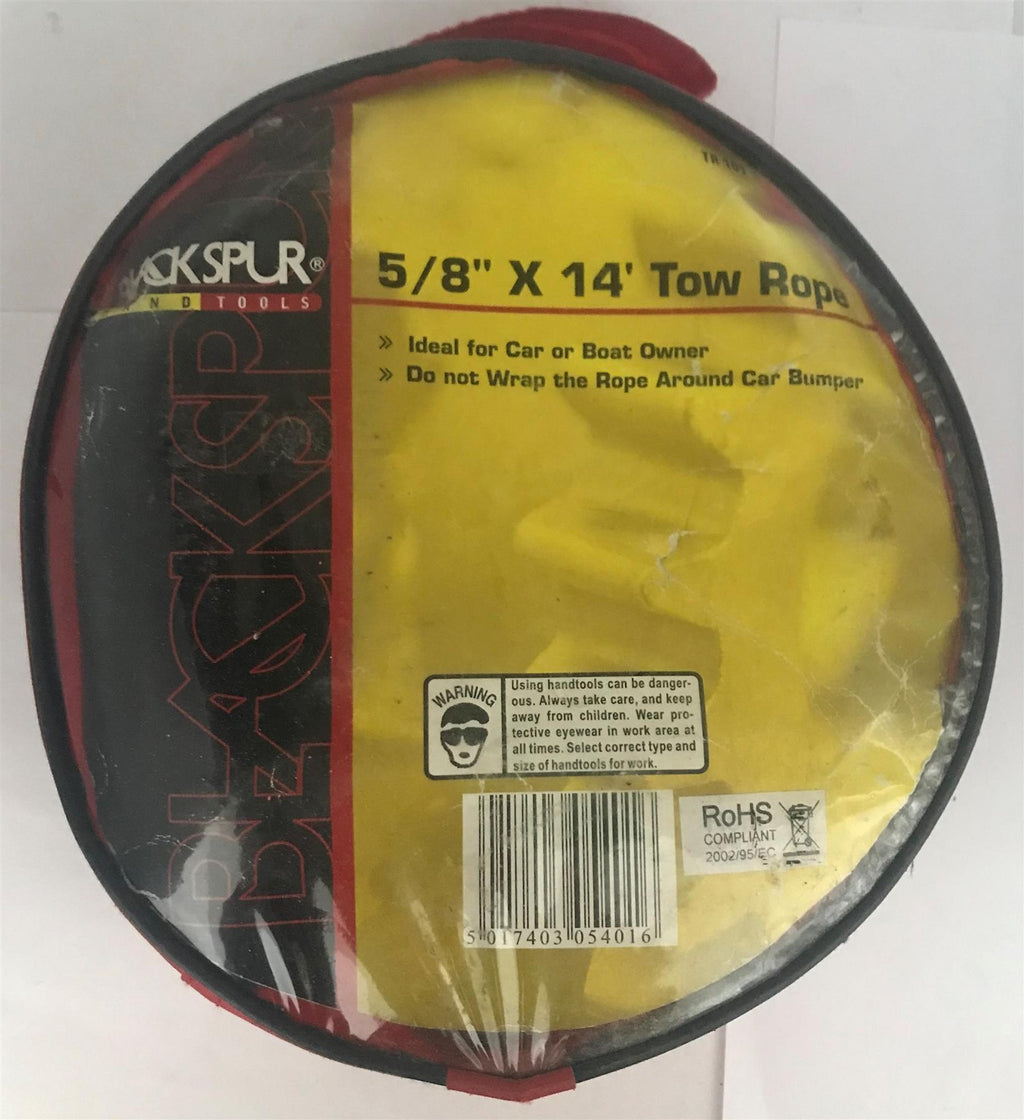 BLACKSPUR®
HAND TOOLS
5/8" X 14' Tow Rope
» Ideal for Car or Boat Owner
» Do not Wrap the Rope Around Car Bumper
BLACKSPUR
BLACKSPUR
WARNING
Using handtools can be danger-
ous. Always take care, and keep
away from children. Wear pro-
tective eyewear in work area at
all times. Select correct type and
size of handtools for work.
5 017403 054016
RoHS
COMPLIANT
2002/95/EC